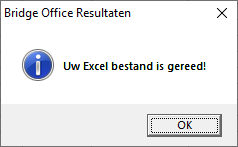 Bridge Office Resultaten
Uw Excel bestand is gereed!
OK